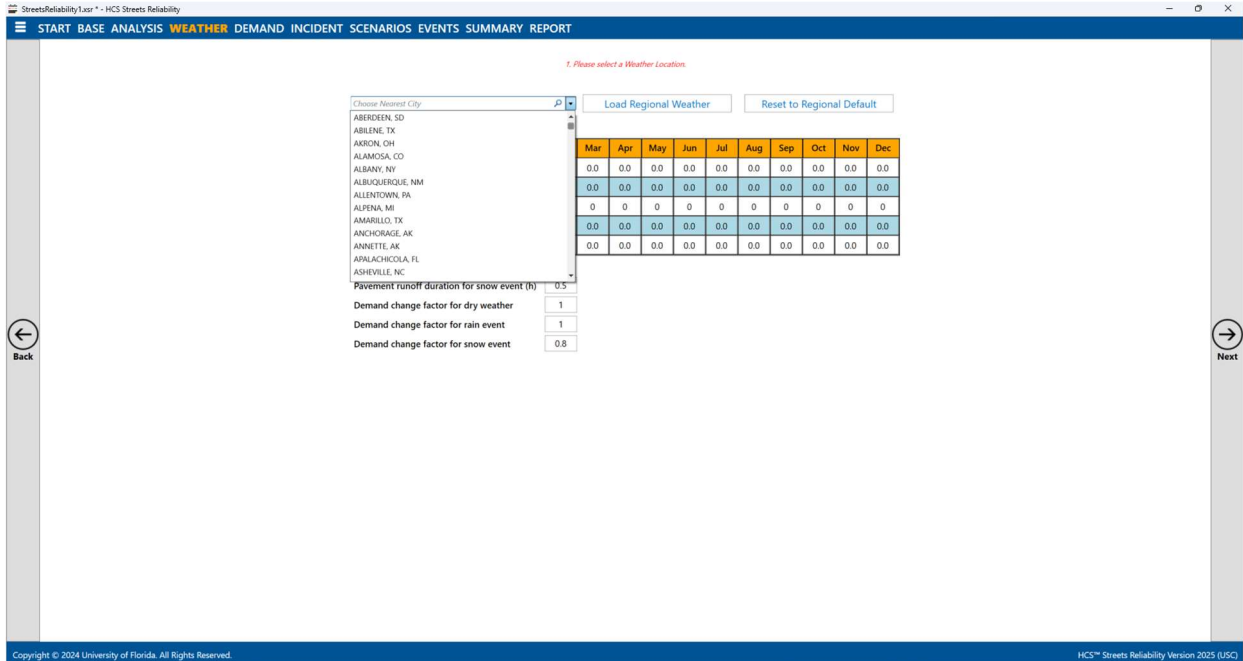 StreetsReliability1.xsr * - HCS Streets Reliability
START BASE ANALYSIS WEATHER DEMAND INCIDENT SCENARIOS EVENTS SUMMARY REPORT
1. Please select a Weather Location.
Choose Nearest City Load Regional Weather Reset to Regional Default
ABERDEEN, SD
ABILENE, TX
AKRON, OH
ALAMOSA, CO
ALBANY, NY
ALBUQUERQUE, NM
ALLENTOWN, PA
ALPENA, MI
AMARILLO, TX
ANCHORAGE, AK
ANNETTE, AK
APALACHICOLA, FL
ASHEVILLE, NC
Mar Apr May Jun Jul Aug Sep Oct Nov Dec
0.0 0.0 0.0 0.0 0.0 0.0 0.0 0.0 0.0 0.0
0.0 0.0 0.0 0.0 0.0 0.0 0.0 0.0 0.0 0.0
0 0 0 0 0 0 0 0 0 0
0.0 0.0 0.0 0.0 0.0 0.0 0.0 0.0 0.0 0.0
0.0 0.0 0.0 0.0 0.0 0.0 0.0 0.0 0.0 0.0
Pavement runoff duration for snow event (h) 0.5
Demand change factor for dry weather 1
Demand change factor for rain event 1
Demand change factor for snow event 0.8
Back
Next
Copyright © 2024 University of Florida. All Rights Reserved. HCS™ Streets Reliability Version 2025 (USC)